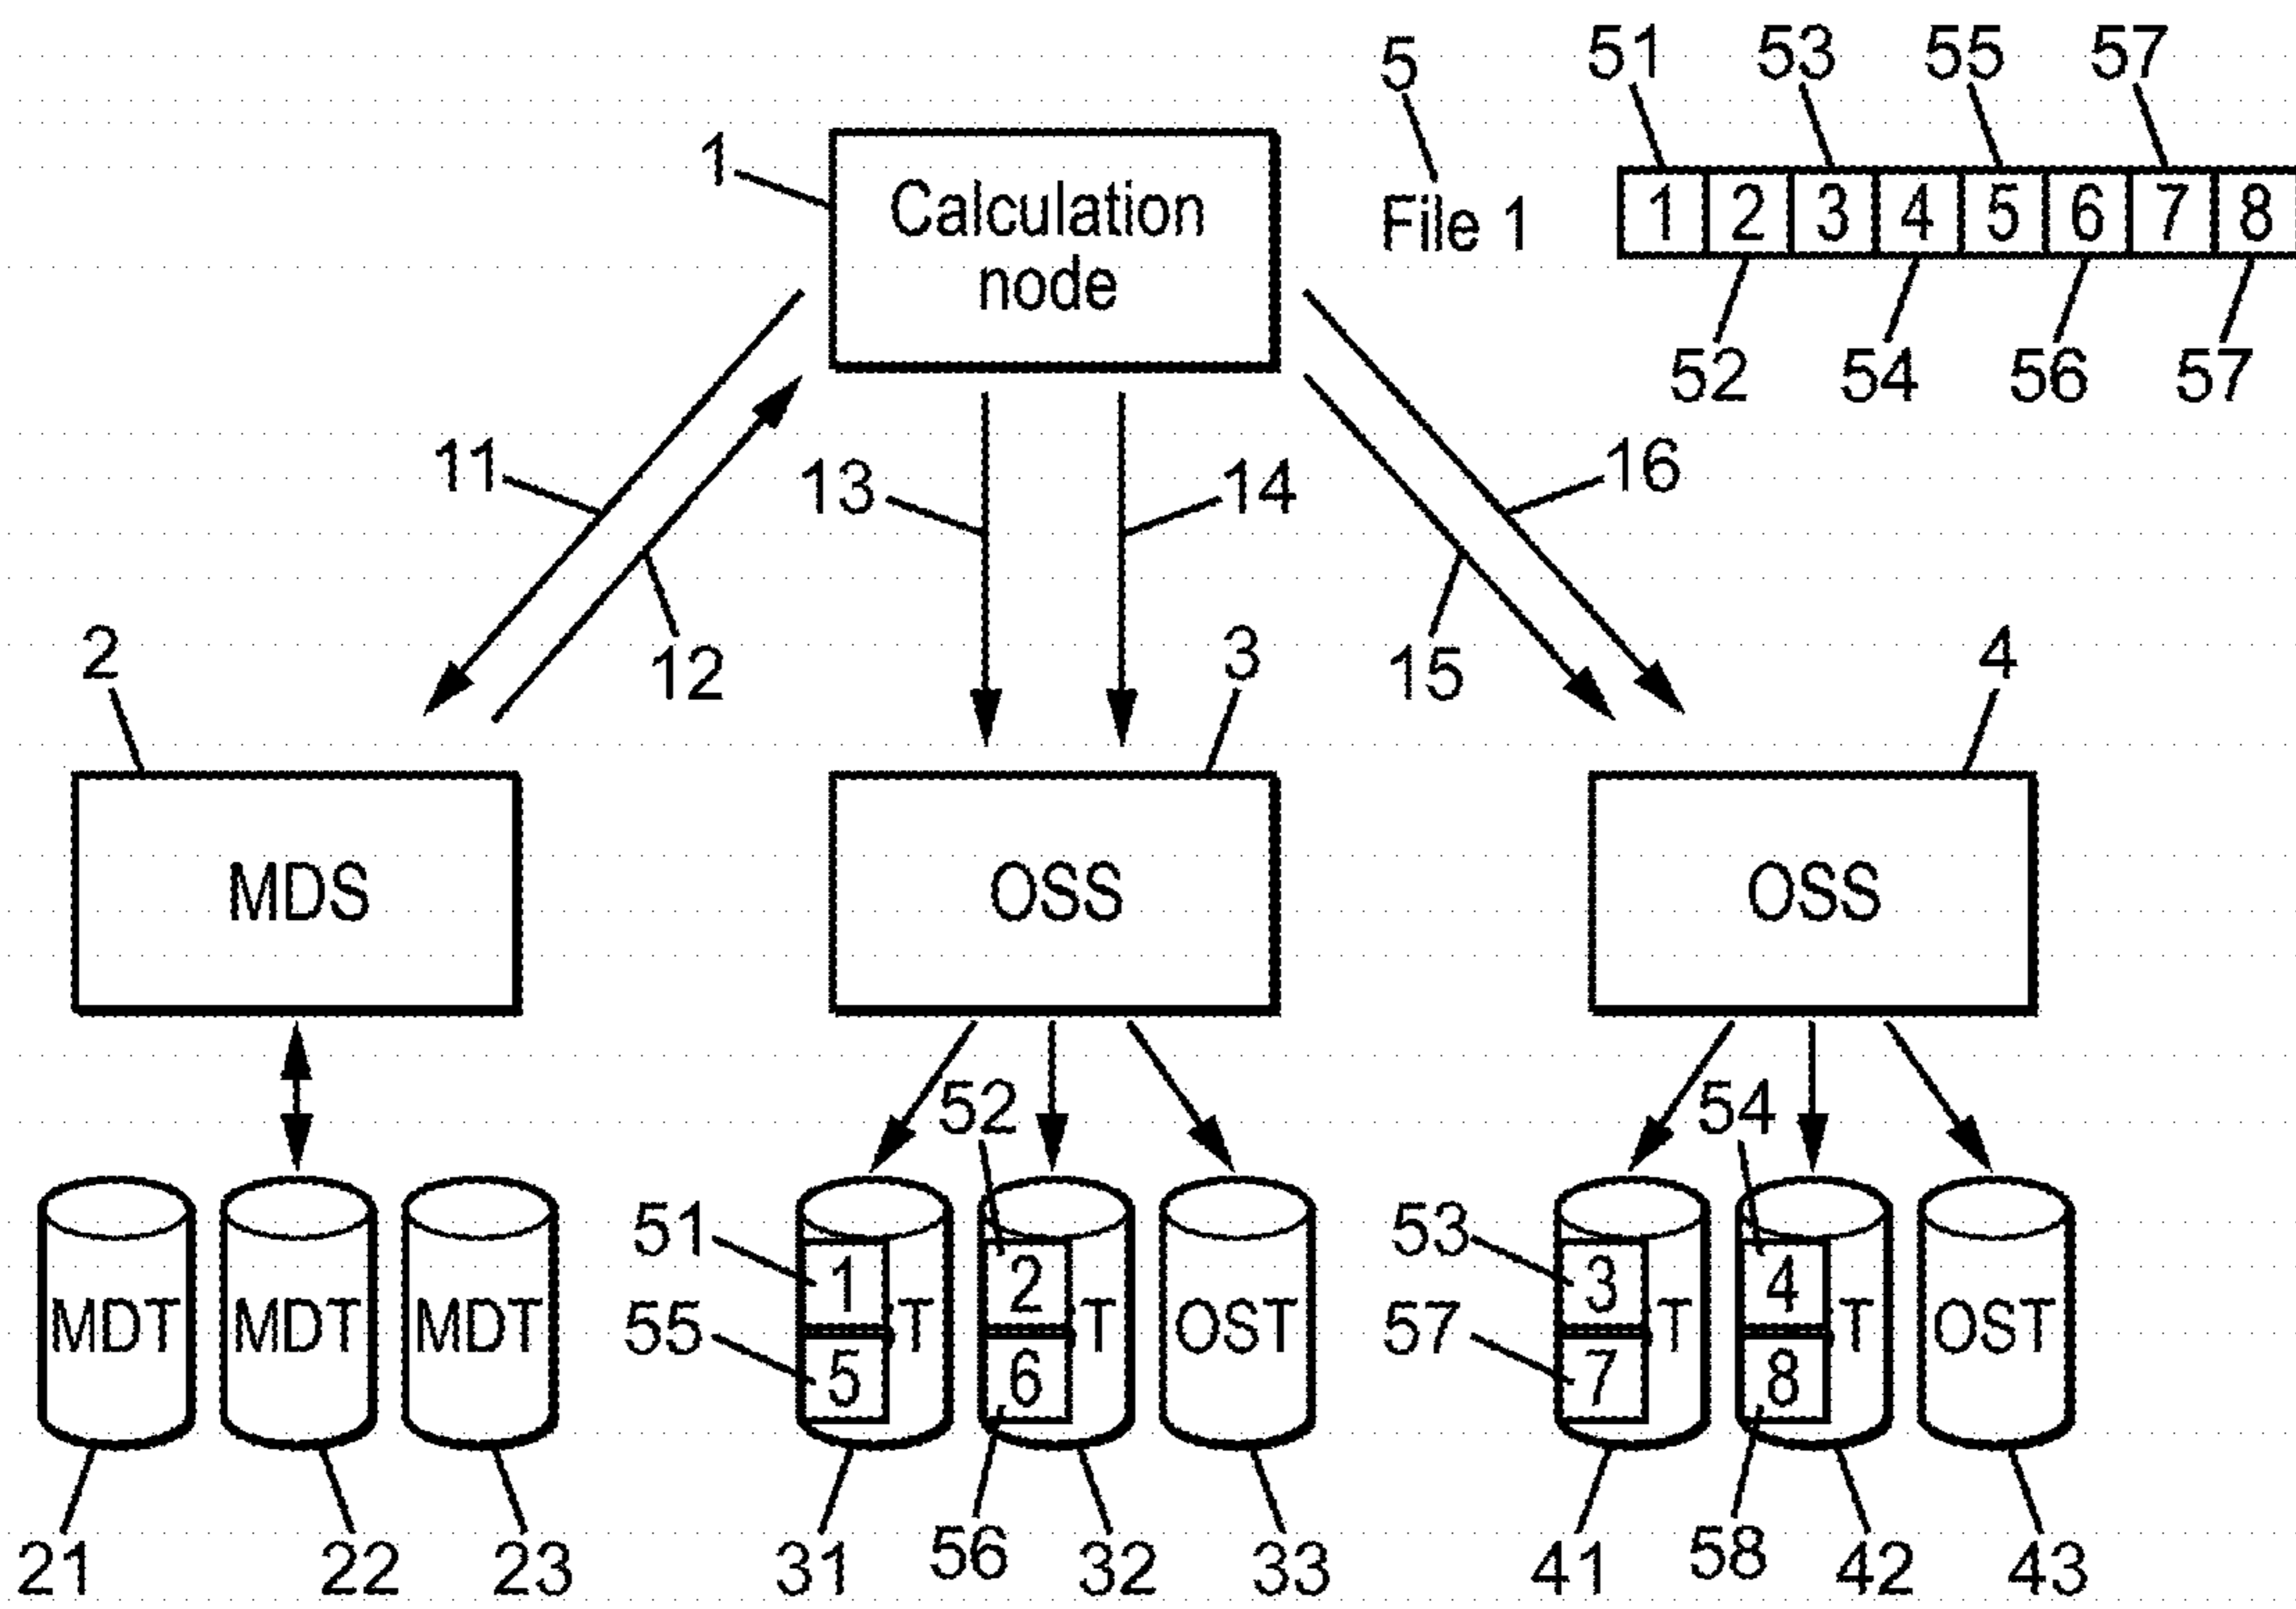 51 53 55 57
5
1
Calculation
node
File 1
1 2 3 4 5 6 7 8
52 54 56 57
11
13
14
16
12
15
2
3
4
MDS
OSS
OSS
52
54
51
53
1
2
3
4
MDT
MDT
MDT
T
T
OST
T
T
OST
55
57
5
6
7
8
21
22
23
31
56
32
33
41
58
42
43